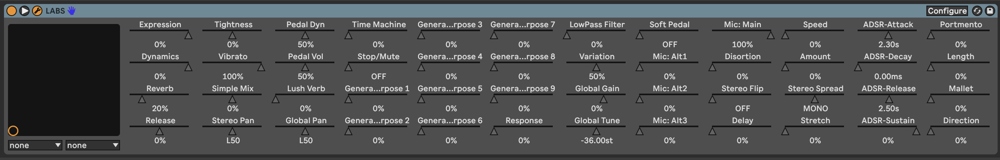 LABS Configure
Expression Tightness Pedal Dyn Time Machine Genera...rpose 3 Genera...rpose 7 LowPass Filter Soft Pedal Mic: Main Speed ADSR-Attack Portmento
0% 0% 50% 0% 0% 0% 0% OFF 100% 0% 2.30s 0%
Dynamics Vibrato Pedal Vol Stop/Mute Genera...rpose 4 Genera...rpose 8 Variation Mic: Alt1 Disortion Amount ADSR-Decay Length
0% 100% 50% OFF 0% 0% 50% 0% 0% 0% 0.00ms 0%
Reverb Simple Mix Lush Verb Genera...rpose 1 Genera...rpose 5 Genera...rpose 9 Global Gain Mic: Alt2 Stereo Flip Stereo Spread ADSR-Release Mallet
20% 0% 0% 0% 0% 0% 0% 0% OFF MONO 2.50s 0%
Release Stereo Pan Global Pan Genera...rpose 2 Genera...rpose 6 Response Global Tune Mic: Alt3 Delay Stretch ADSR-Sustain Direction
0% L50 L50 0% 0% 0% -36.00st 0% 0% 0% 0% 0%
none none